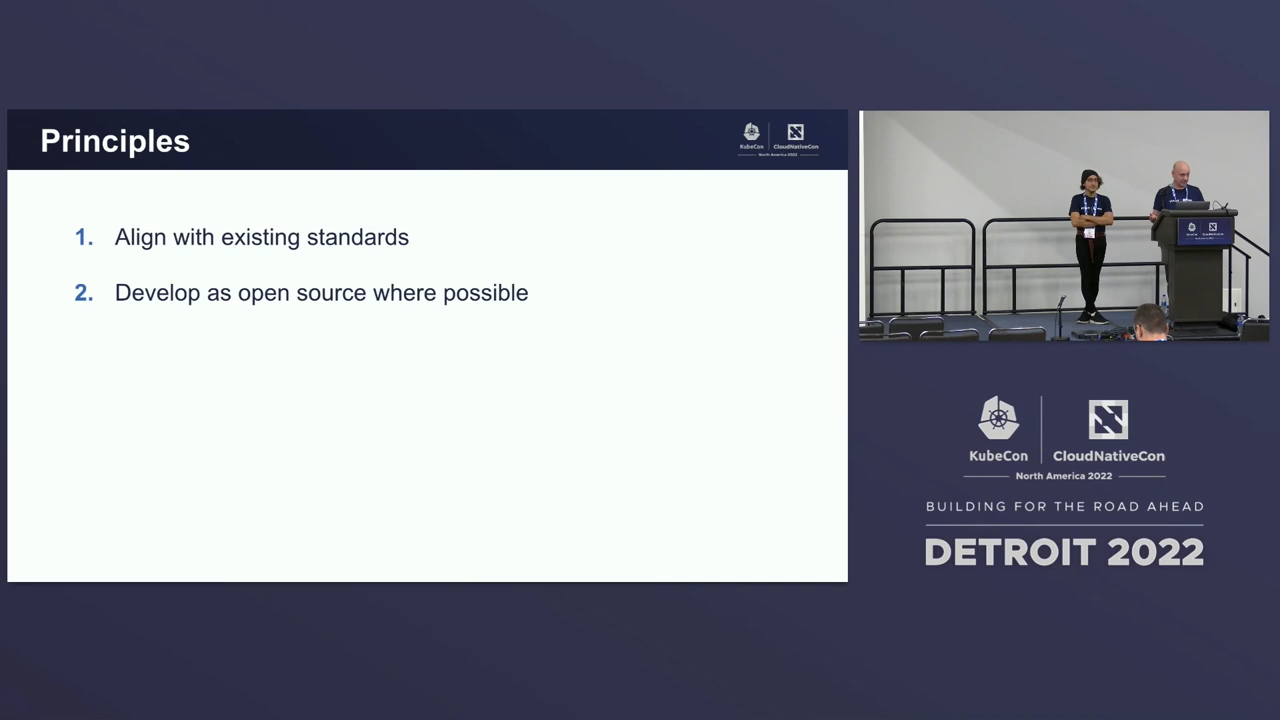 Principles
KubeCon
CloudNativeCon
North America 2022
1. Align with existing standards
2. Develop as open source where possible
KubeCon
CloudNativeCon
North America 2022
BUILDING FOR THE ROAD AHEAD
DETROIT 2022